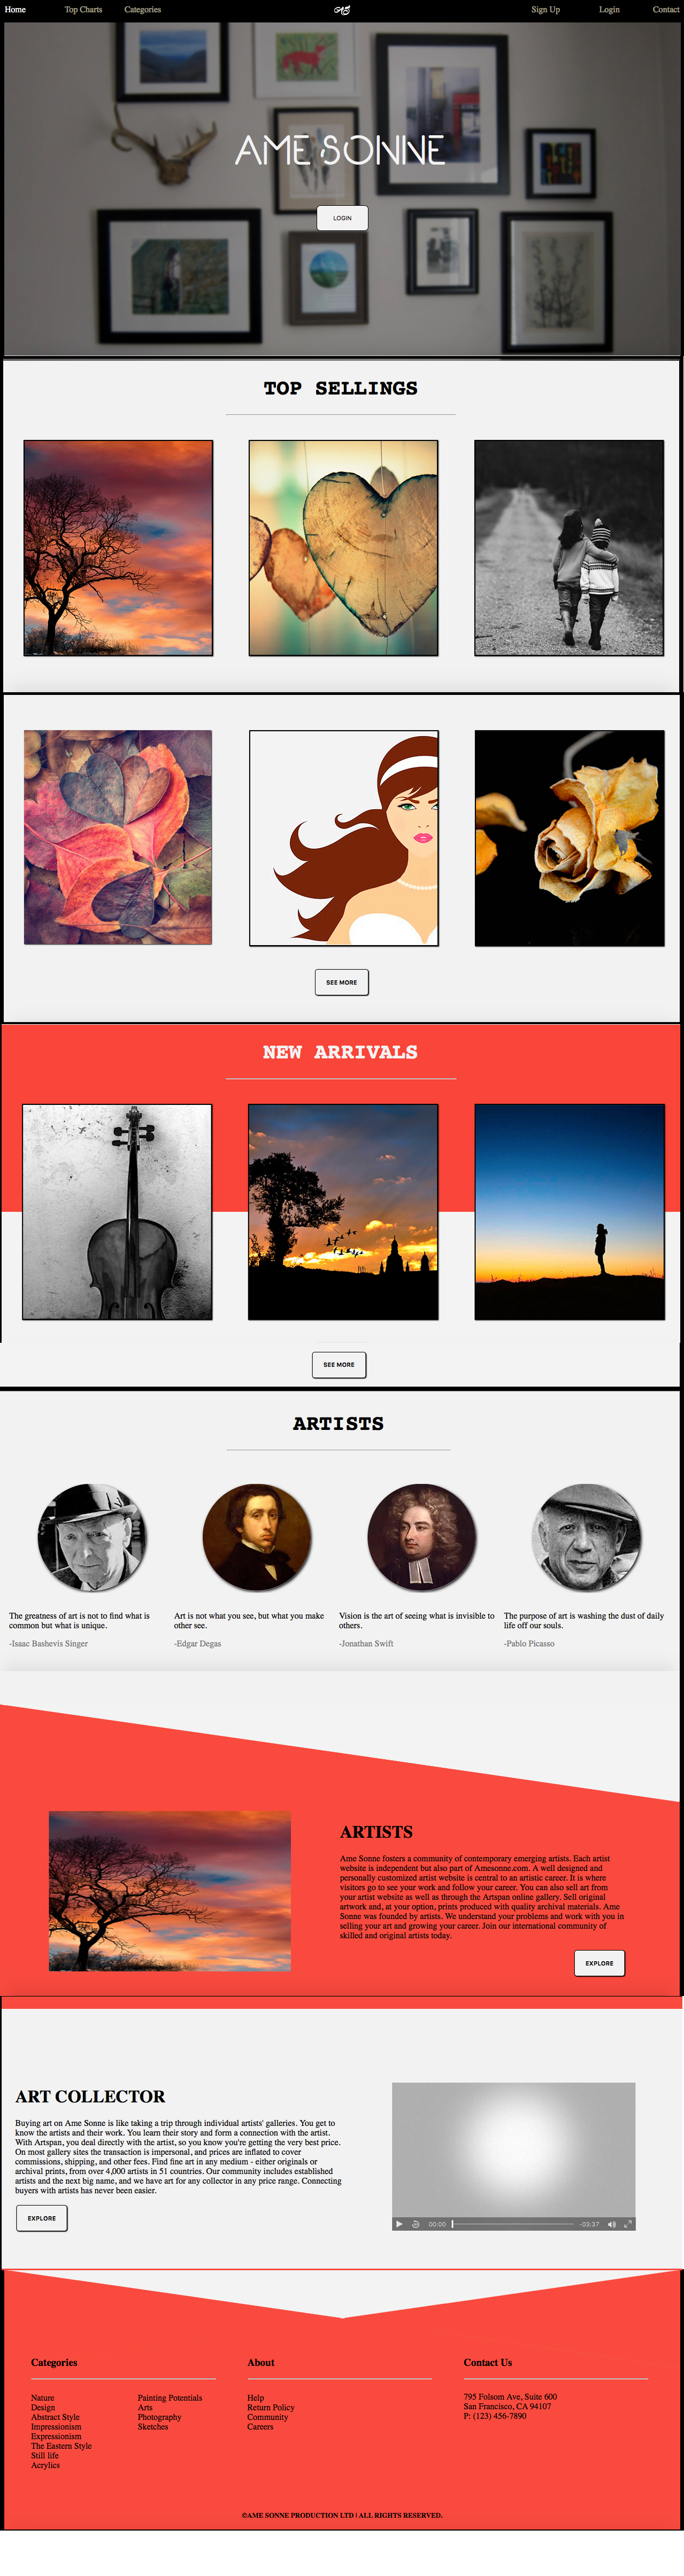 Home
Top Charts
Categories
AS
Sign Up
Login
Contact
AME SONNE
LOGIN
TOP SELLINGS
SEE MORE
NEW ARRIVALS
SEE MORE
ARTISTS
The greatness of art is not to find what is
common but what is unique.
-Isaac Bashevis Singer
Art is not what you see, but what you make
other see.
-Edgar Degas
Vision is the art of seeing what is invisible to
others.
-Jonathan Swift
The purpose of art is washing the dust of daily
life off our souls.
-Pablo Picasso
ARTISTS
Ame Sonne fosters a community of contemporary emerging artists. Each artist
website is independent but also part of Amesonne.com. A well designed and
personally customized artist website is central to an artistic career. It is where
visitors go to see your work and follow your career. You can also sell art from
your artist website as well as through the Artspan online gallery. Sell original
artwork and, at your option, prints produced with quality archival materials. Ame
Sonne was founded by artists. We understand your problems and work with you in
selling your art and growing your career. Join our international community of
skilled and original artists today.
EXPLORE
ART COLLECTOR
Buying art on Ame Sonne is like taking a trip through individual artists' galleries. You get to
know the artists and their work. You learn their story and form a connection with the artist.
With Artspan, you deal directly with the artist, so you know you're getting the very best price.
On most gallery sites the transaction is impersonal, and prices are inflated to cover
commissions, shipping, and other fees. Find fine art in any medium - either originals or
archival prints, from over 4,000 artists in 51 countries. Our community includes established
artists and the next big name, and we have art for any collector in any price range. Connecting
buyers with artists has never been easier.
EXPLORE
00:00
-03:37
Categories
Nature
Design
Abstract Style
Impressionism
Expressionism
The Eastern Style
Still life
Acrylics
Painting Potentials
Arts
Photography
Sketches
About
Help
Return Policy
Community
Careers
Contact Us
795 Folsom Ave, Suite 600
San Francisco, CA 94107
P: (123) 456-7890
©AME SONNE PRODUCTION LTD | ALL RIGHTS RESERVED.